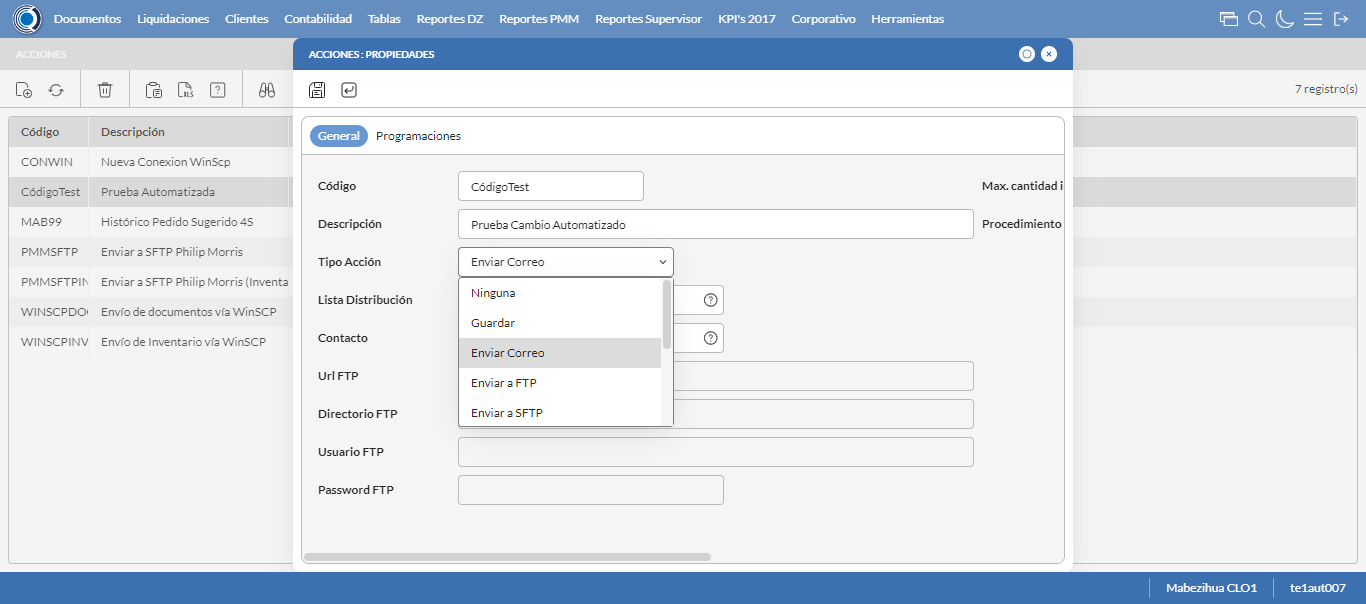 Documentos Liquidaciones Clientes Contabilidad Tablas Reportes DZ Reportes PMM Reportes Supervisor KPI's 2017 Corporativo Herramientas
ACCIONES
ACCIONES : PROPIEDADES
XLS
7 registro(s)
Código Descripción
CONWIN Nueva Conexion WinScp
CódigoTest Prueba Automatizada
MAB99 Histórico Pedido Sugerido 4S
PMMSFTP Enviar a SFTP Philip Morris
PMMSFTPIN Enviar a SFTP Philip Morris (Inventa
WINSCPDO Envío de documentos vía WinSCP
WINSCPINV Envío de Inventario vía WinSCP
General Programaciones
Código CódigoTest Max. cantidad i
Descripción Prueba Cambio Automatizado Procedimiento
Tipo Acción Enviar Correo
Ninguna
Guardar
Enviar Correo
Enviar a FTP
Enviar a SFTP
Lista Distribución
Contacto
Url FTP
Directorio FTP
Usuario FTP
Password FTP
Mabezihua CLO1 te1aut007